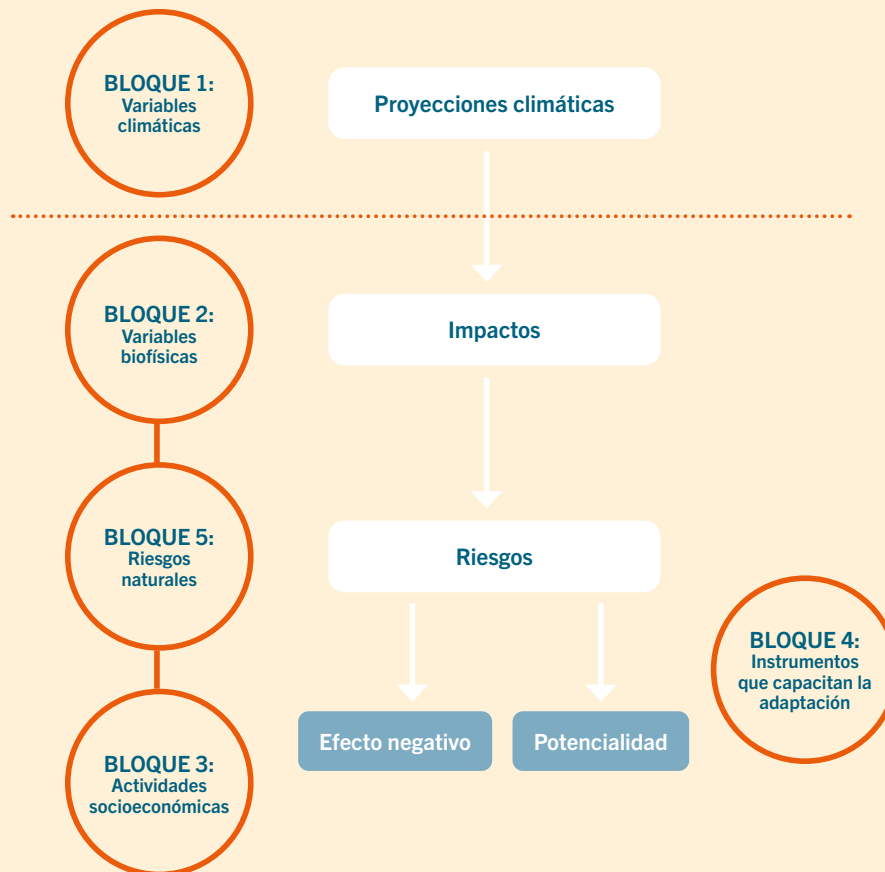 BLOQUE 1:
Variables
climáticas
Proyecciones climáticas
BLOQUE 2:
Variables
biofísicas
Impactos
BLOQUE 5:
Riesgos
naturales
Riesgos
BLOQUE 4:
Instrumentos
que capacitan la
adaptación
Efecto negativo
Potencialidad
BLOQUE 3:
Actividades
socioeconómicas